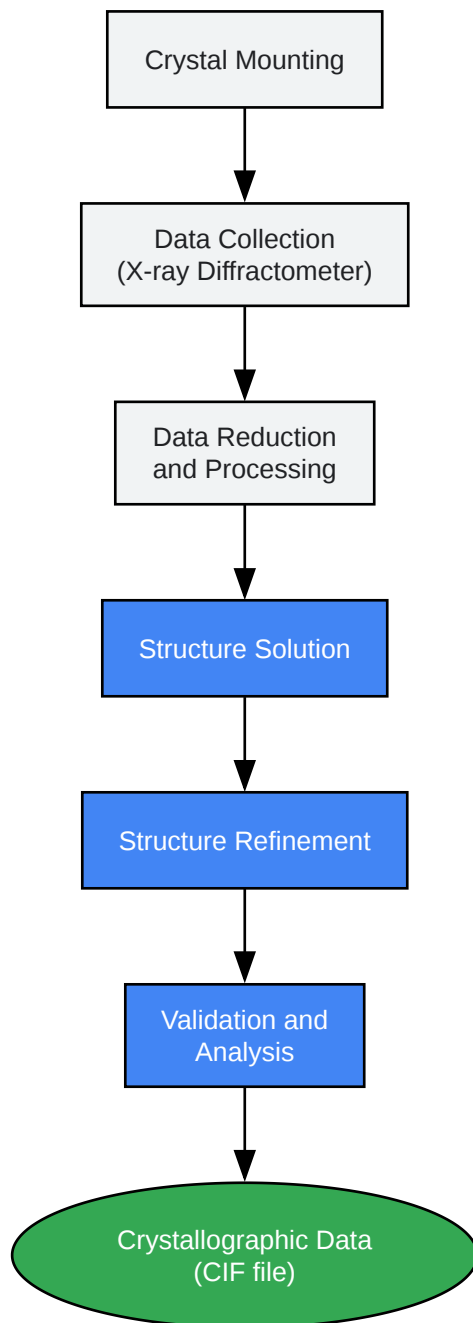 Crystal Mounting
Data Collection
(X-ray Diffractometer)
Data Reduction
and Processing
Structure Solution
Structure Refinement
Validation and
Analysis
Crystallographic Data
(CIF file)